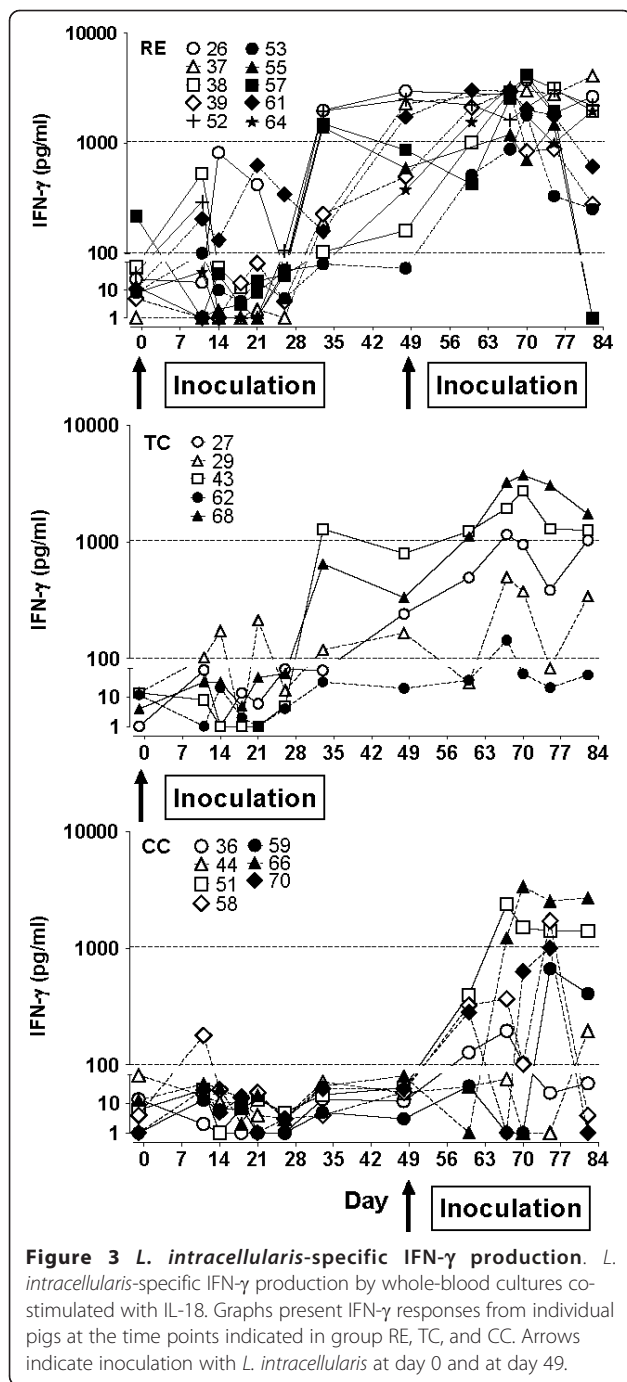 10000
RE
26 53
37 55
38 57
39 61
52 64
1000
IFN-γ (pg/ml)
100
10
1
0 7 14 21 28 35 42 49 56 63 70 77 84
Inoculation Inoculation
10000
TC
27
29
43
62
68
1000
IFN-γ (pg/ml)
100
10
1
0 7 14 21 28 35 42 49 56 63 70 77 84
Inoculation
10000
CC
36 59
44 66
51 70
58
1000
IFN-γ (pg/ml)
100
10
1
0 7 14 21 28 35 42 49 56 63 70 77 84
Day Inoculation
Figure 3 L. intracellularis-specific IFN-γ production. L.
intracellularis-specific IFN-γ production by whole-blood cultures co-
stimulated with IL-18. Graphs present IFN-γ responses from individual
pigs at the time points indicated in group RE, TC, and CC. Arrows
indicate inoculation with L. intracellularis at day 0 and at day 49.